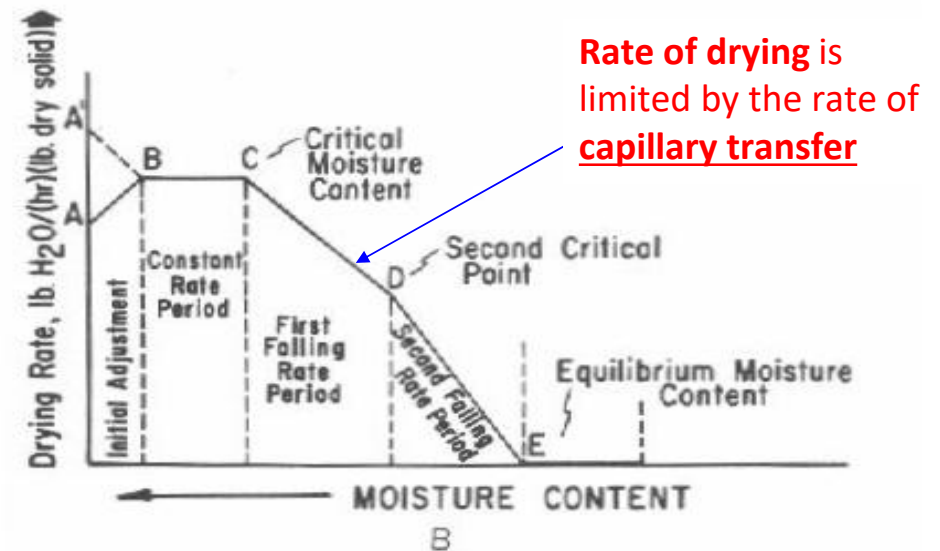 Rate of drying is
limited by the rate of
capillary transfer
Drying Rate, lb. H2O/(hr)(lb. dry solid)
A'
B
C
Critical
Moisture
Content
A
D
Second Critical
Point
Initial Adjustment
Constant
Rate
Period
First
Falling
Rate
Period
Second Falling
Rate Period
Equilibrium Moisture
Content
E
MOISTURE CONTENT
B